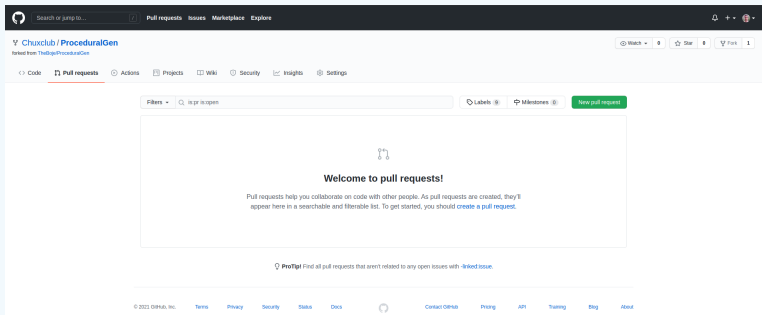 Search or jump to... / Pull requests Issues Marketplace Explore
Chuxclub / ProceduralGen
Watch 0 Star 0 Fork 1
forked from TheBoje/ProceduralGen
Code Pull requests Actions Projects Wiki Security Insights Settings
Filters is:pr is:open Labels 9 Milestones 0 New pull request
Welcome to pull requests!
Pull requests help you collaborate on code with other people. As pull requests are created, they'll
appear here in a searchable and filterable list. To get started, you should create a pull request.
ProTip! Find all pull requests that aren't related to any open issues with -linked:issue.
© 2021 GitHub, Inc. Terms Privacy Security Status Docs Contact GitHub Pricing API Training Blog About